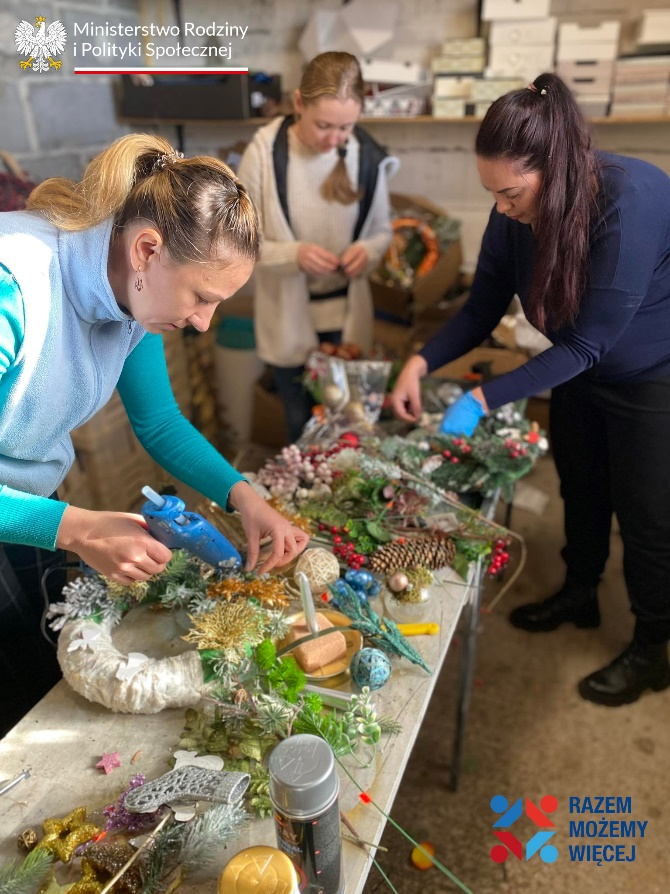 Ministerstwo Rodziny
i Polityki Społecznej
RAZEM
MOŻEMY
WIĘCEJ